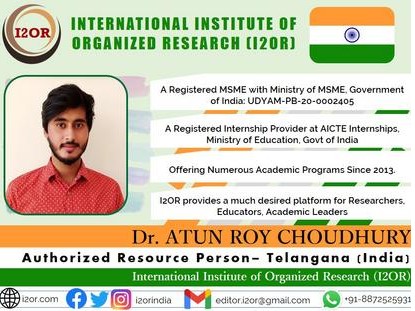 I2OR
INTERNATIONAL INSTITUTE OF
ORGANIZED RESEARCH (I2OR)
A Registered MSME with Ministry of MSME, Government
of India: UDYAM-PB-20-0002405
A Registered Internship Provider at AICTE Internships,
Ministry of Education, Govt of India
Offering Numerous Academic Programs Since 2013.
I2OR provides a much desired platform for Researchers,
Educators, Academic Leaders
Dr. ATUN ROY CHOUDHURY
Authorized Resource Person– Telangana (India)
International Institute of Organized Research (I2OR)
i2or.com i2orindia editor.i2or@gmail.com +91-8872525931